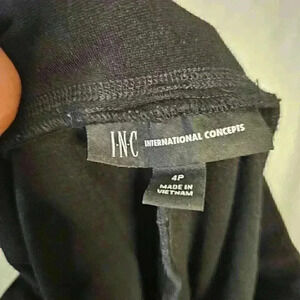 I·N·C INTERNATIONAL CONCEPTS
4P
MADE IN
VIETNAM